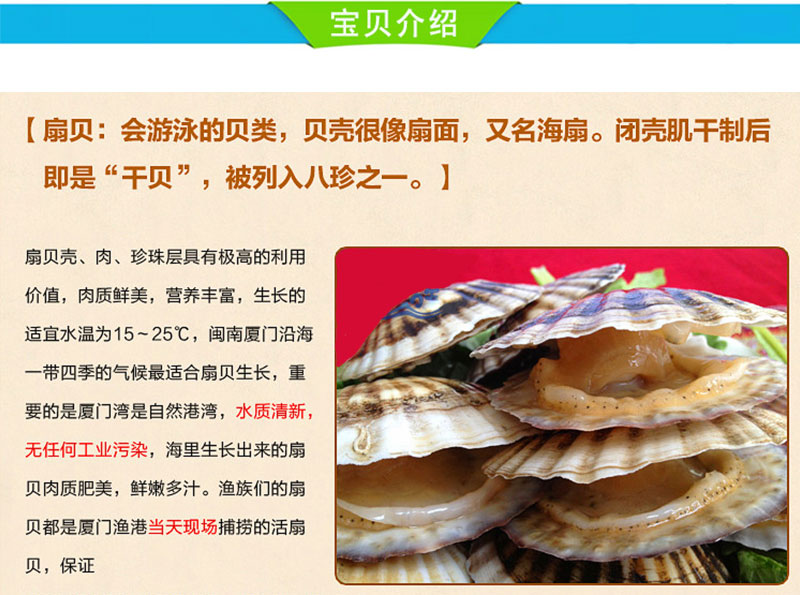 宝贝介绍
【扇贝：会游泳的贝类，贝壳很像扇面，又名海扇。闭壳肌干制后
即是“干贝”，被列入八珍之一。】
扇贝壳、肉、珍珠层具有极高的利用
价值，肉质鲜美，营养丰富，生长的
适宜水温为15～25℃，闽南厦门沿海
一带四季的气候最适合扇贝生长，重
要的是厦门湾是自然港湾，水质清新，
无任何工业污染，海里生长出来的扇
贝肉质肥美，鲜嫩多汁。渔族们的扇
贝都是厦门渔港当天现场捕捞的活扇
贝，保证